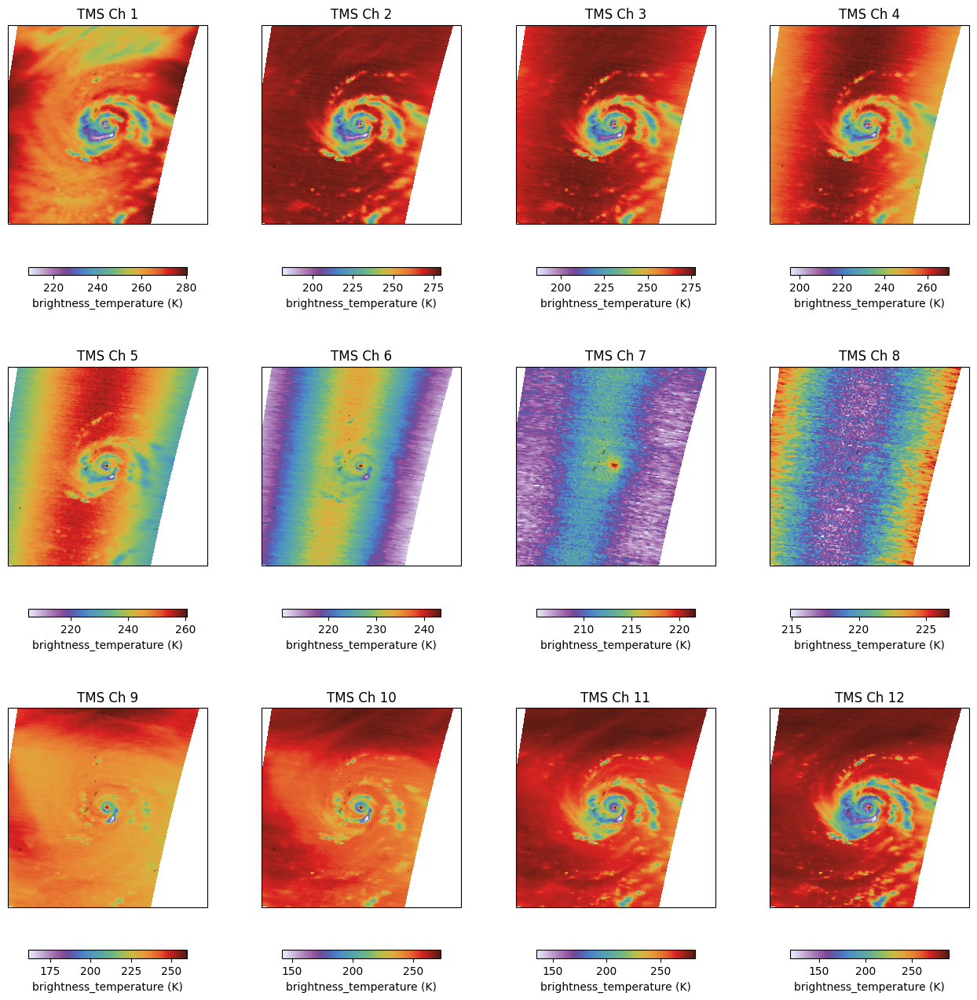 TMS Ch 1 TMS Ch 2 TMS Ch 3 TMS Ch 4
220 240 260 280 200 225 250 275 200 225 250 275 200 220 240 260
brightness_temperature (K) brightness_temperature (K) brightness_temperature (K) brightness_temperature (K)
TMS Ch 5 TMS Ch 6 TMS Ch 7 TMS Ch 8
220 240 260 220 230 240 210 215 220 215 220 225
brightness_temperature (K) brightness_temperature (K) brightness_temperature (K) brightness_temperature (K)
TMS Ch 9 TMS Ch 10 TMS Ch 11 TMS Ch 12
175 200 225 250 150 200 250 150 200 250 150 200 250
brightness_temperature (K) brightness_temperature (K) brightness_temperature (K) brightness_temperature (K)